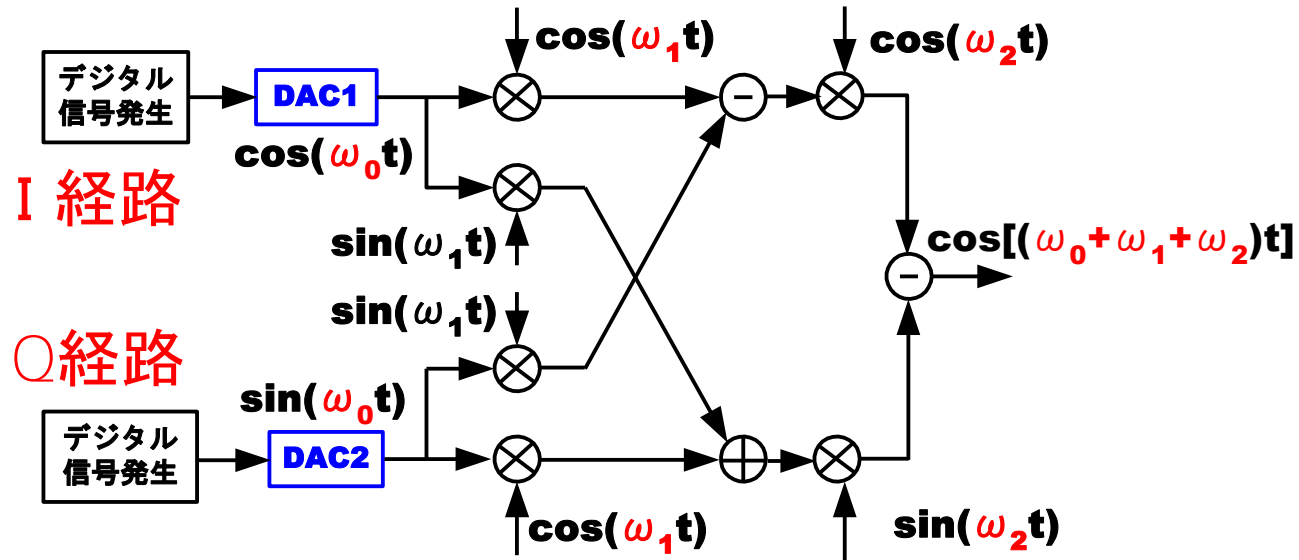 cos(ω₁t)
cos(ω₂t)
デジタル
信号発生
DAC1
cos(ω₀t)
I 経路
sin(ω₁t)
cos[(ω₀+ω₁+ω₂)t]
sin(ω₁t)
Q経路
sin(ω₀t)
デジタル
信号発生
DAC2
cos(ω₁t)
sin(ω₂t)